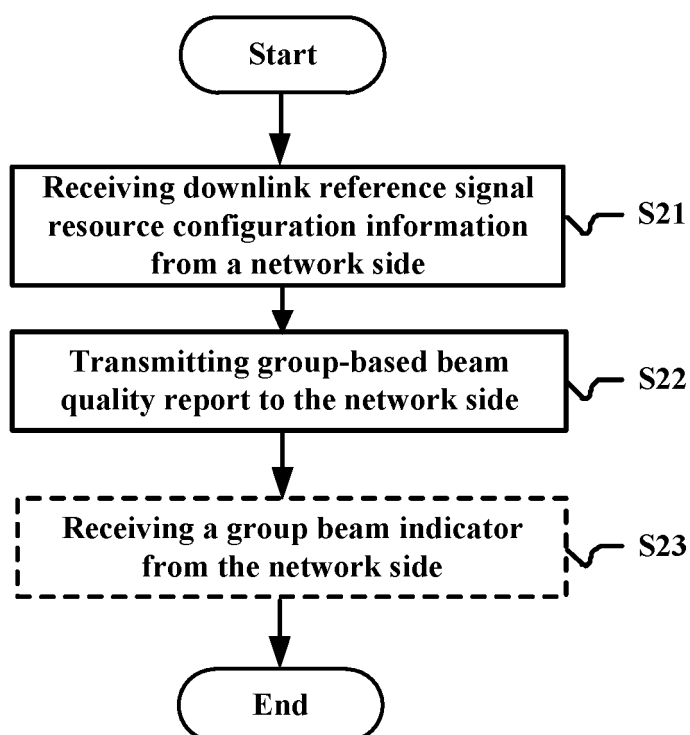 Start
Receiving downlink reference signal
resource configuration information
from a network side
S21
Transmitting group-based beam
quality report to the network side
S22
Receiving a group beam indicator
from the network side
S23
End